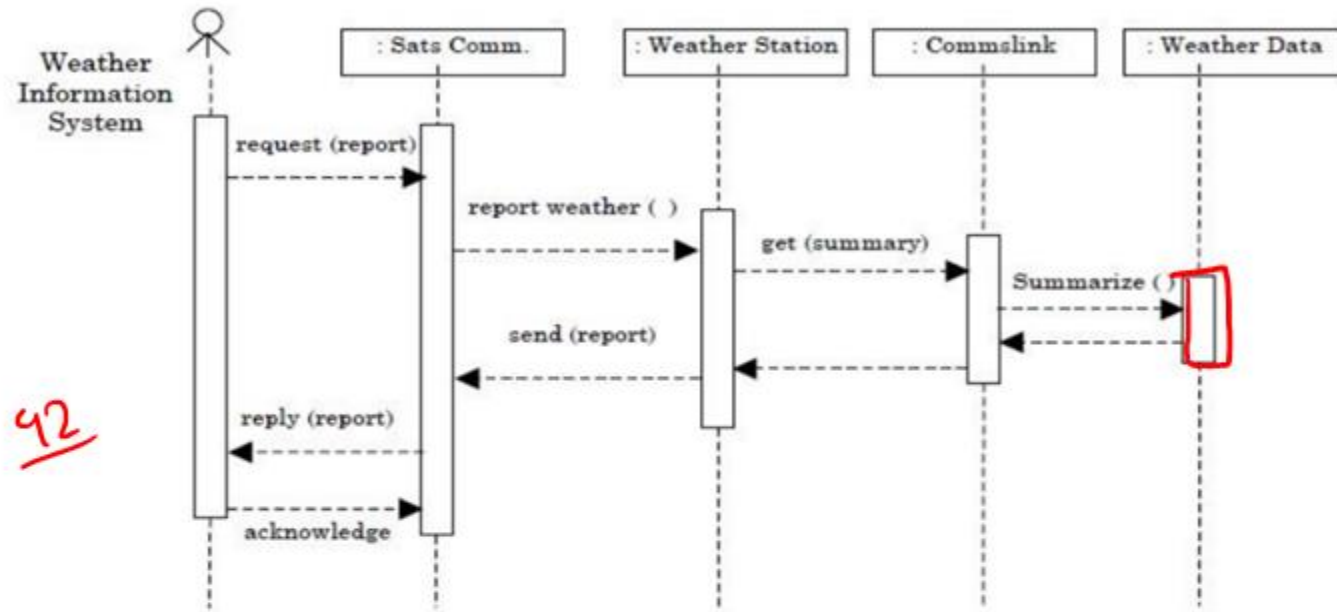 Weather
Information
System
: Sats Comm.
: Weather Station
: Commslink
: Weather Data
request (report)
report weather ( )
get (summary)
Summarize ( )
send (report)
reply (report)
acknowledge
42